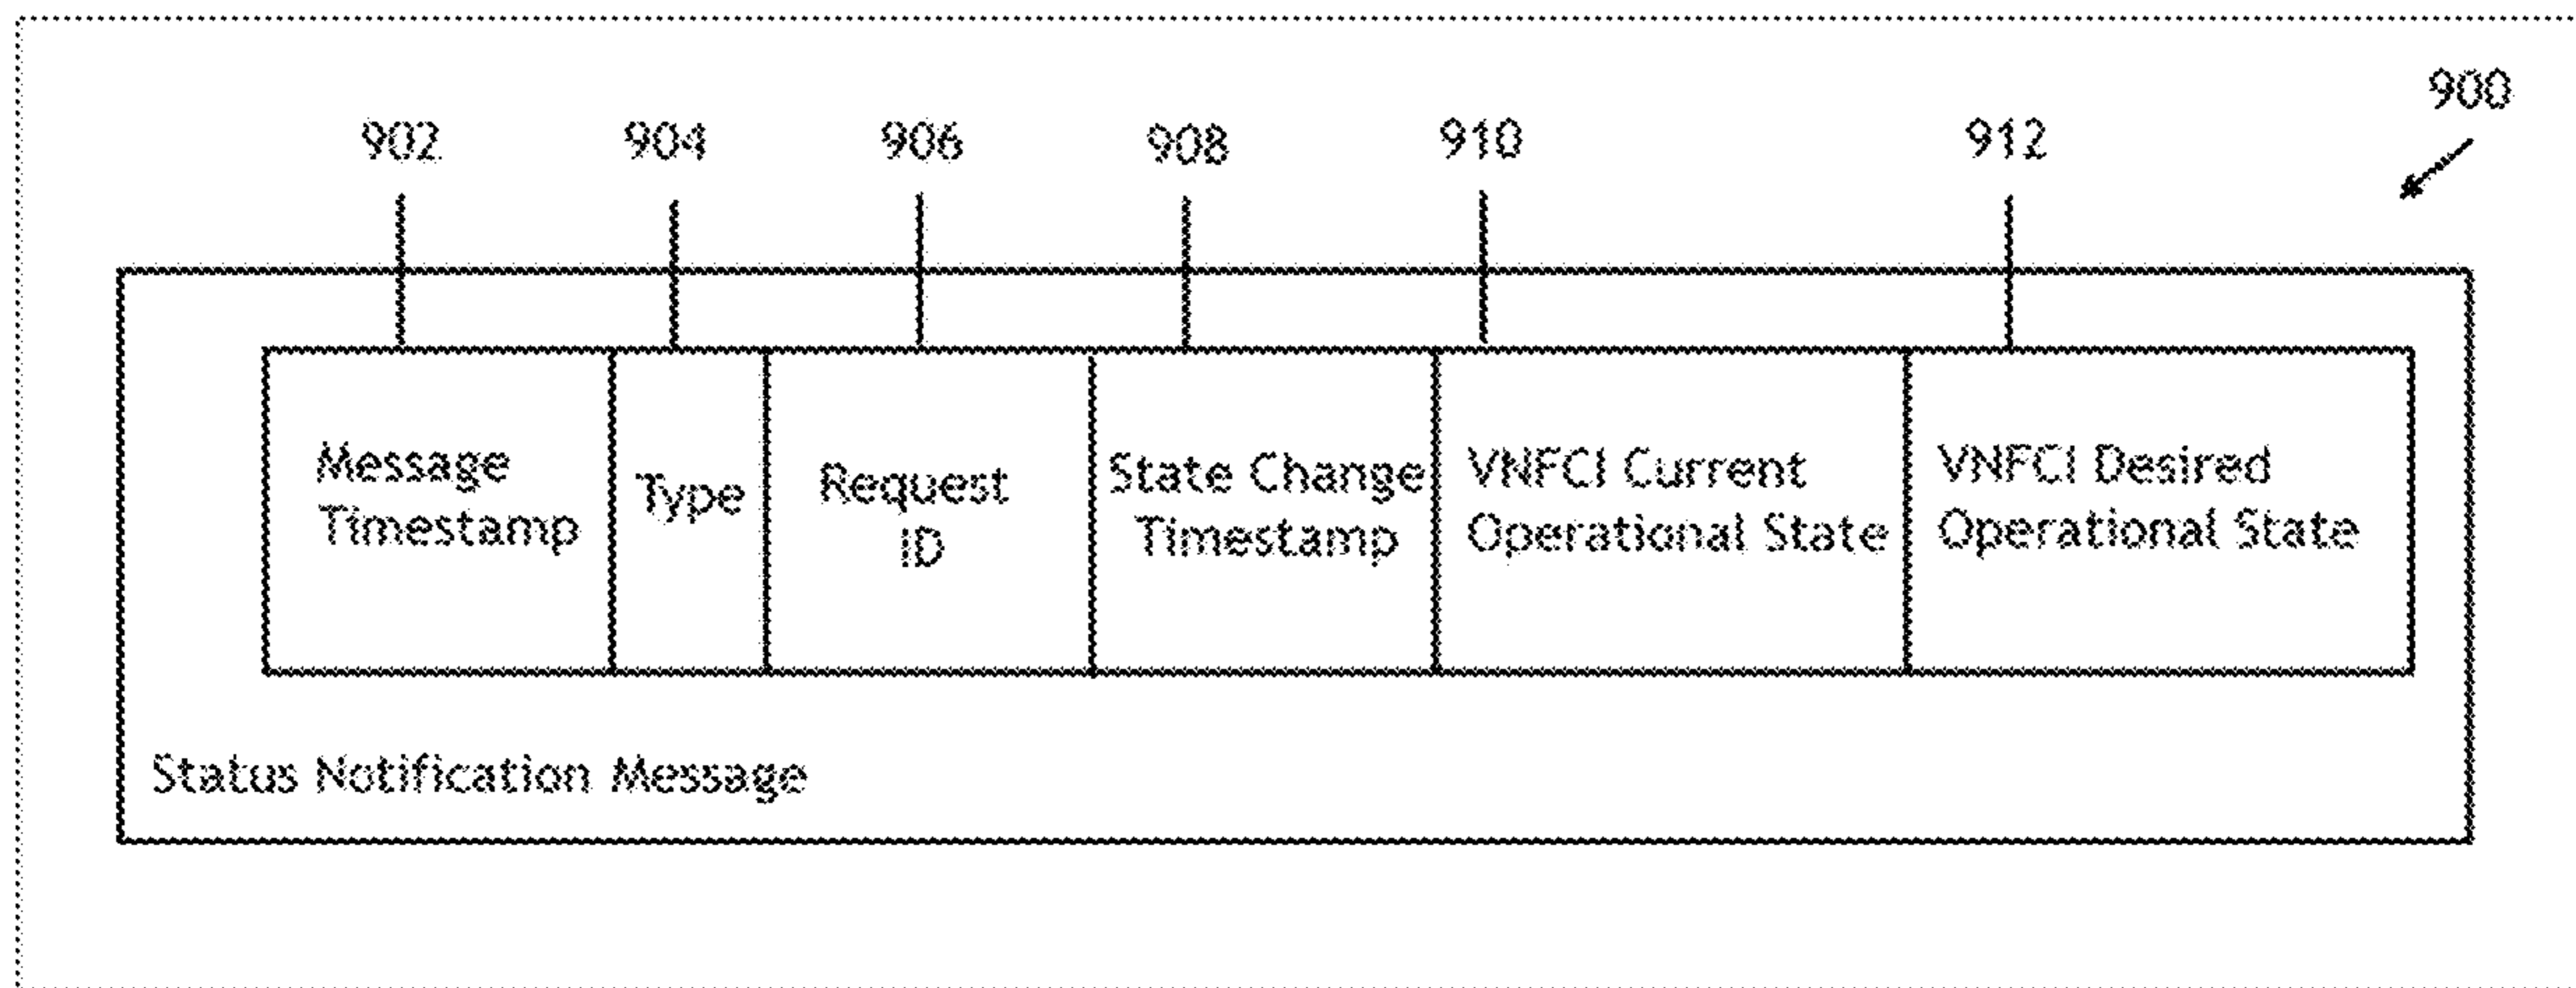 900
902 904 906 908 910 912
Message
Timestamp
Type
Request
ID
State Change
Timestamp
VNFCI Current
Operational State
VNFCI Desired
Operational State
Status Notification Message